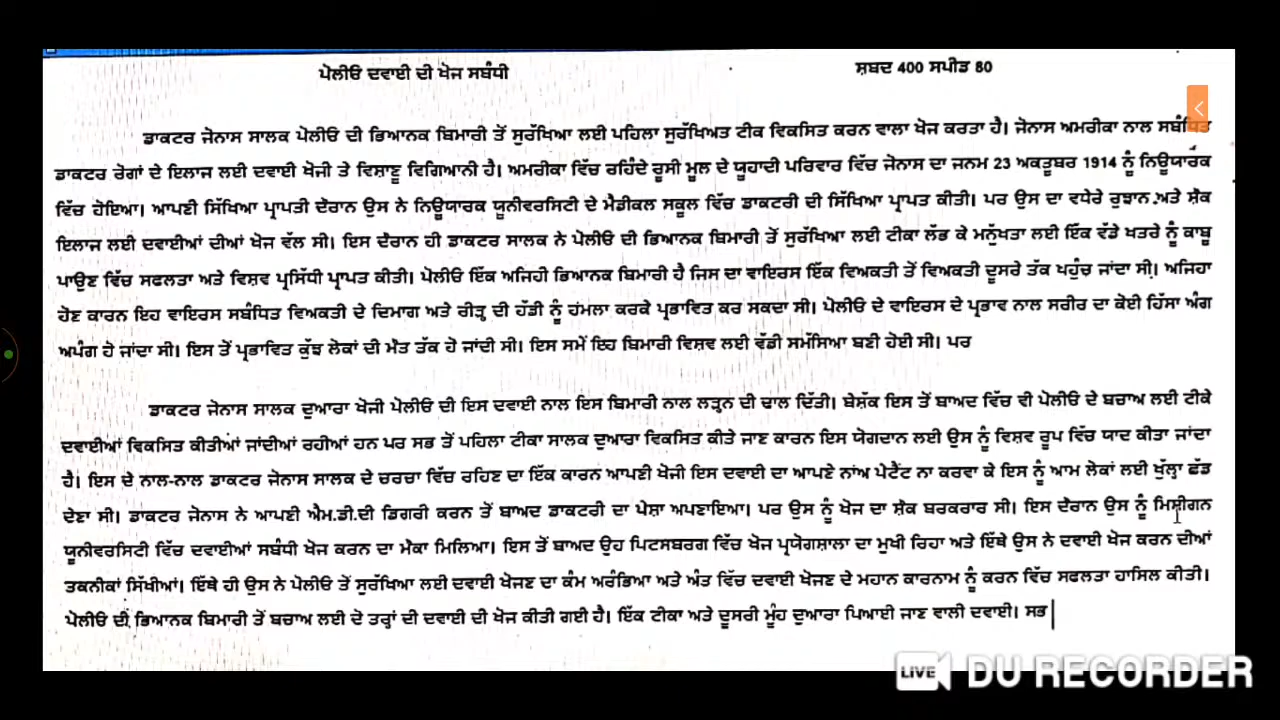 ਪੋਲੀਓ ਦਵਾਈ ਦੀ ਖੋਜ ਸਬੰਧੀ ਸ਼ਬਦ 400 ਸਪੀਡ 80
ਡਾਕਟਰ ਜੋਨਾਸ ਸਾਲਕ ਪੋਲੀਓ ਦੀ ਭਿਆਨਕ ਬਿਮਾਰੀ ਤੋਂ ਸੁਰੱਖਿਆ ਲਈ ਪਹਿਲਾ ਸੁਰੱਖਿਅਤ ਟੀਕ ਵਿਕਸਿਤ ਕਰਨ ਵਾਲਾ ਖੋਜ ਕਰਤਾ ਹੈ। ਜੋਨਾਸ ਅਮਰੀਕਾ ਨਾਲ ਸਬੰਧਿਤ
ਡਾਕਟਰ ਰੋਗਾਂ ਦੇ ਇਲਾਜ ਲਈ ਦਵਾਈ ਖੋਜੀ ਤੇ ਵਿਸ਼ਾਣੂ ਵਿਗਿਆਨੀ ਹੈ। ਅਮਰੀਕਾ ਵਿੱਚ ਰਹਿੰਦੇ ਰੂਸੀ ਮੂਲ ਦੇ ਯੂਹਾਦੀ ਪਰਿਵਾਰ ਵਿੱਚ ਜੋਨਾਸ ਦਾ ਜਨਮ 23 ਅਕਤੂਬਰ 1914 ਨੂੰ ਨਿਊਯਾਰਕ
ਵਿੱਚ ਹੋਇਆ। ਆਪਣੀ ਸਿੱਖਿਆ ਪ੍ਰਾਪਤੀ ਦੌਰਾਨ ਉਸ ਨੇ ਨਿਊਯਾਰਕ ਯੂਨੀਵਰਸਿਟੀ ਦੇ ਮੈਡੀਕਲ ਸਕੂਲ ਵਿੱਚ ਡਾਕਟਰੀ ਦੀ ਸਿੱਖਿਆ ਪ੍ਰਾਪਤ ਕੀਤੀ। ਪਰ ਉਸ ਦਾ ਵਧੇਰੇ ਰੁਝਾਨ ਅਤੇ ਸ਼ੌਕ
ਇਲਾਜ ਲਈ ਦਵਾਈਆਂ ਦੀਆਂ ਖੋਜ ਵੱਲ ਸੀ। ਇਸ ਦੌਰਾਨ ਹੀ ਡਾਕਟਰ ਸਾਲਕ ਨੇ ਪੋਲੀਓ ਦੀ ਭਿਆਨਕ ਬਿਮਾਰੀ ਤੋਂ ਸੁਰੱਖਿਆ ਲਈ ਟੀਕਾ ਲੱਭ ਕੇ ਮਨੁੱਖਤਾ ਲਈ ਇੱਕ ਵੱਡੇ ਖਤਰੇ ਨੂੰ ਕਾਬੂ
ਪਾਉਣ ਵਿੱਚ ਸਫਲਤਾ ਅਤੇ ਵਿਸ਼ਵ ਪ੍ਰਸਿੱਧੀ ਪ੍ਰਾਪਤ ਕੀਤੀ। ਪੋਲੀਓ ਇੱਕ ਅਜਿਹੀ ਭਿਆਨਕ ਬਿਮਾਰੀ ਹੈ ਜਿਸ ਦਾ ਵਾਇਰਸ ਇੱਕ ਵਿਅਕਤੀ ਤੋਂ ਵਿਅਕਤੀ ਦੂਸਰੇ ਤੱਕ ਪਹੁੰਚ ਜਾਂਦਾ ਸੀ। ਅਜਿਹਾ
ਹੋਣ ਕਾਰਨ ਇਹ ਵਾਇਰਸ ਸਬੰਧਿਤ ਵਿਅਕਤੀ ਦੇ ਦਿਮਾਗ ਅਤੇ ਰੀੜ੍ਹ ਦੀ ਹੱਡੀ ਨੂੰ ਹੱਮਲਾ ਕਰਕੇ ਪ੍ਰਭਾਵਿਤ ਕਰ ਸਕਦਾ ਸੀ। ਪੋਲੀਓ ਦੇ ਵਾਇਰਸ ਦੇ ਪ੍ਰਭਾਵ ਨਾਲ ਸਰੀਰ ਦਾ ਕੋਈ ਹਿੱਸਾ ਅੰਗ
ਅਪੰਗ ਹੋ ਜਾਂਦਾ ਸੀ। ਇਸ ਤੋਂ ਪ੍ਰਭਾਵਿਤ ਕੁੱਝ ਲੋਕਾਂ ਦੀ ਮੌਤ ਤੱਕ ਹੋ ਜਾਂਦੀ ਸੀ। ਇਸ ਸਮੇਂ ਇਹ ਬਿਮਾਰੀ ਵਿਸ਼ਵ ਲਈ ਵੱਡੀ ਸਮੱਸਿਆ ਬਣੀ ਹੋਈ ਸੀ। ਪਰ
ਡਾਕਟਰ ਜੋਨਾਸ ਸਾਲਕ ਦੁਆਰਾ ਖੋਜੀ ਪੋਲੀਓ ਦੀ ਇਸ ਦਵਾਈ ਨਾਲ ਇਸ ਬਿਮਾਰੀ ਨਾਲ ਲੜ੍ਹਨ ਦੀ ਢਾਲ ਦਿੱਤੀ। ਬੇਸ਼ੱਕ ਇਸ ਤੋਂ ਬਾਅਦ ਵਿੱਚ ਵੀ ਪੋਲੀਓ ਦੇ ਬਚਾਅ ਲਈ ਟੀਕੇ
ਦਵਾਈਆਂ ਵਿਕਸਿਤ ਕੀਤੀਆਂ ਜਾਂਦੀਆਂ ਰਹੀਆਂ ਹਨ ਪਰ ਸਭ ਤੋਂ ਪਹਿਲਾ ਟੀਕਾ ਸਾਲਕ ਦੁਆਰਾ ਵਿਕਸਿਤ ਕੀਤੇ ਜਾਣ ਕਾਰਨ ਇਸ ਯੋਗਦਾਨ ਲਈ ਉਸ ਨੂੰ ਵਿਸ਼ਵ ਰੂਪ ਵਿੱਚ ਯਾਦ ਕੀਤਾ ਜਾਂਦਾ
ਹੈ। ਇਸ ਦੇ ਨਾਲ-ਨਾਲ ਡਾਕਟਰ ਜੋਨਾਸ ਸਾਲਕ ਦੇ ਚਰਚਾ ਵਿੱਚ ਰਹਿਣ ਦਾ ਇੱਕ ਕਾਰਨ ਆਪਣੀ ਖੋਜੀ ਇਸ ਦਵਾਈ ਦਾ ਆਪਣੇ ਨਾਂਅ ਪੇਟੈਂਟ ਨਾ ਕਰਵਾ ਕੇ ਇਸ ਨੂੰ ਆਮ ਲੋਕਾਂ ਲਈ ਖੁੱਲ੍ਹਾ ਛੱਡ
ਦੇਣਾ ਸੀ। ਡਾਕਟਰ ਜੋਨਾਸ ਨੇ ਆਪਣੀ ਐਮ.ਡੀ.ਦੀ ਡਿਗਰੀ ਕਰਨ ਤੋਂ ਬਾਅਦ ਡਾਕਟਰੀ ਦਾ ਪੇਸ਼ਾ ਅਪਣਾਇਆ। ਪਰ ਉਸ ਨੂੰ ਖੋਜ ਦਾ ਸ਼ੌਕ ਬਰਕਰਾਰ ਸੀ। ਇਸ ਦੌਰਾਨ ਉਸ ਨੂੰ ਮਿਸ਼ੀਗਨ
ਯੂਨੀਵਰਸਿਟੀ ਵਿੱਚ ਦਵਾਈਆਂ ਸਬੰਧੀ ਖੋਜ ਕਰਨ ਦਾ ਮੌਕਾ ਮਿਲਿਆ। ਇਸ ਤੋਂ ਬਾਅਦ ਉਹ ਪਿਟਸਬਰਗ ਵਿੱਚ ਖੋਜ ਪ੍ਰਯੋਗਸ਼ਾਲਾ ਦਾ ਮੁਖੀ ਰਿਹਾ ਅਤੇ ਇੱਥੇ ਉਸ ਨੇ ਦਵਾਈ ਖੋਜ ਕਰਨ ਦੀਆਂ
ਤਕਨੀਕਾਂ ਸਿੱਖੀਆਂ। ਇੱਥੇ ਹੀ ਉਸ ਨੇ ਪੋਲੀਓ ਤੋਂ ਸੁਰੱਖਿਆ ਲਈ ਦਵਾਈ ਖੋਜਣ ਦਾ ਕੰਮ ਅਰੰਭਿਆ ਅਤੇ ਅੰਤ ਵਿੱਚ ਦਵਾਈ ਖੋਜਣ ਦੇ ਮਹਾਨ ਕਾਰਨਾਮ ਨੂੰ ਕਰਨ ਵਿੱਚ ਸਫਲਤਾ ਹਾਸਿਲ ਕੀਤੀ।
ਪੋਲੀਓ ਦੀ ਭਿਆਨਕ ਬਿਮਾਰੀ ਤੋਂ ਬਚਾਅ ਲਈ ਦੋ ਤਰ੍ਹਾਂ ਦੀ ਦਵਾਈ ਦੀ ਖੋਜ ਕੀਤੀ ਗਈ ਹੈ। ਇੱਕ ਟੀਕਾ ਅਤੇ ਦੂਸਰੀ ਮੂੰਹ ਦੁਆਰਾ ਪਿਆਈ ਜਾਣ ਵਾਲੀ ਦਵਾਈ। ਸਭ
LIVE DU RECORDER